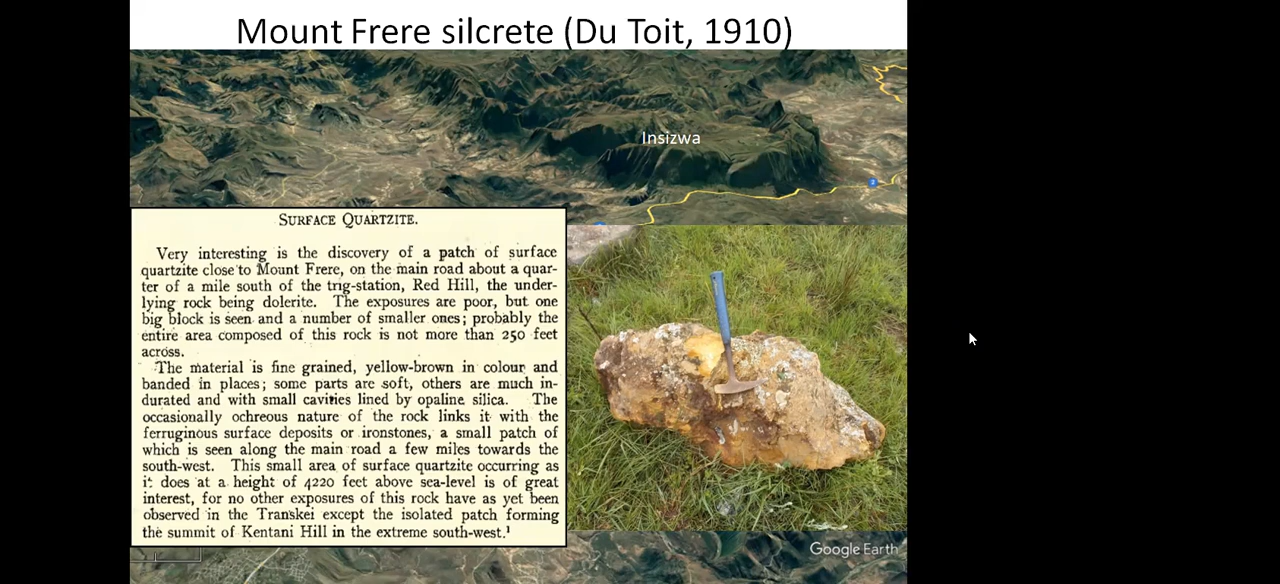 Mount Frere silcrete (Du Toit, 1910)
Insizwa
2
SURFACE QUARTZITE.
Very interesting is the discovery of a patch of surface
quartzite close to Mount Frere, on the main road about a quar-
ter of a mile south of the trig-station, Red Hill, the under-
lying rock being dolerite. The exposures are poor, but one
big block is seen and a number of smaller ones; probably the
entire area composed of this rock is not more than 250 feet
across.
The material is fine grained, yellow-brown in colour and
banded in places; some parts are soft, others are much in-
durated and with small cavities lined by opaline silica. The
occasionally ochreous nature of the rock links it with the
ferruginous surface deposits or ironstones, a small patch of
which is seen along the main road a few miles towards the
south-west. This small area of surface quartzite occurring as
it does at a height of 4220 feet above sea-level is of great
interest, for no other exposures of this rock have as yet been
observed in the Transkei except the isolated patch forming
the summit of Kentani Hill in the extreme south-west.¹
Google Earth